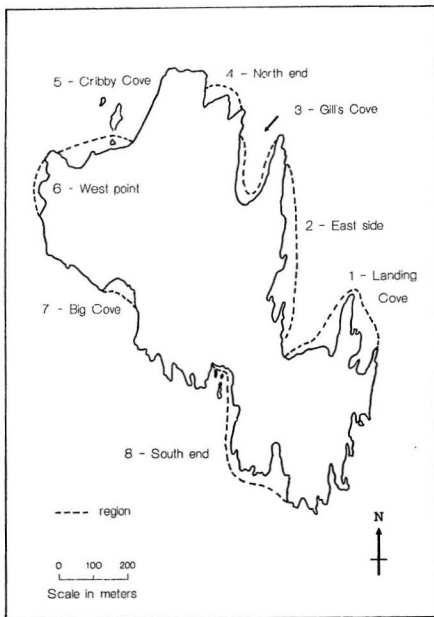 4 - North end
5 - Cribby Cove
3 - Gill's Cove
6 - West point
2 - East side
1 - Landing
Cove
7 - Big Cove
8 - South end
region
N
0 100 200
Scale in meters